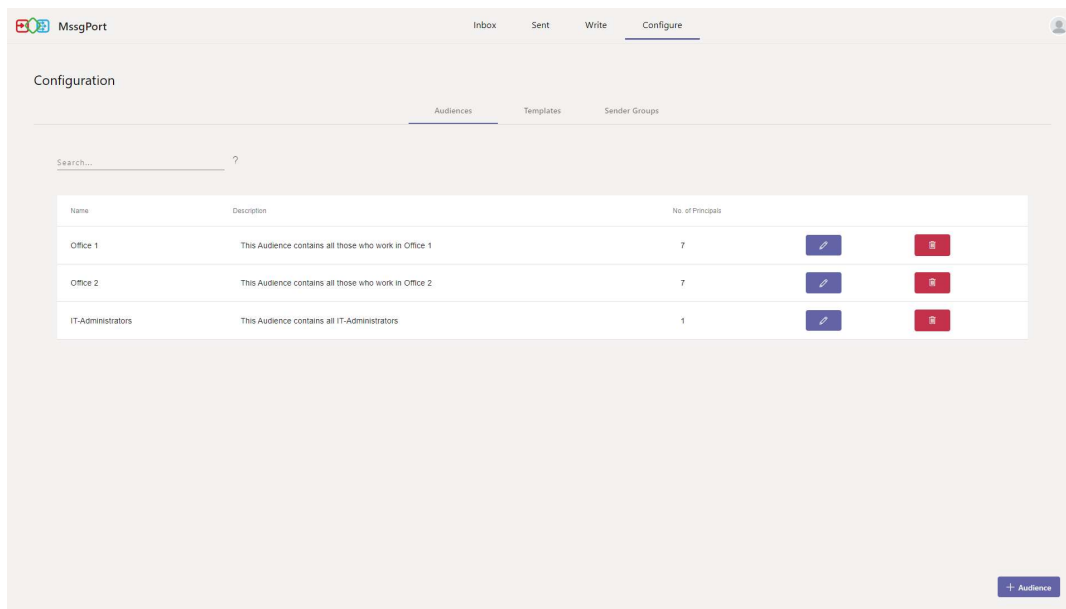 MssgPort Inbox Sent Write Configure
Configuration
Audiences Templates Sender Groups
Search... ?
Name Description No. of Principals
Office 1 This Audience contains all those who work in Office 1 7
Office 2 This Audience contains all those who work in Office 2 7
IT-Administrators This Audience contains all IT-Administrators 1
+ Audience